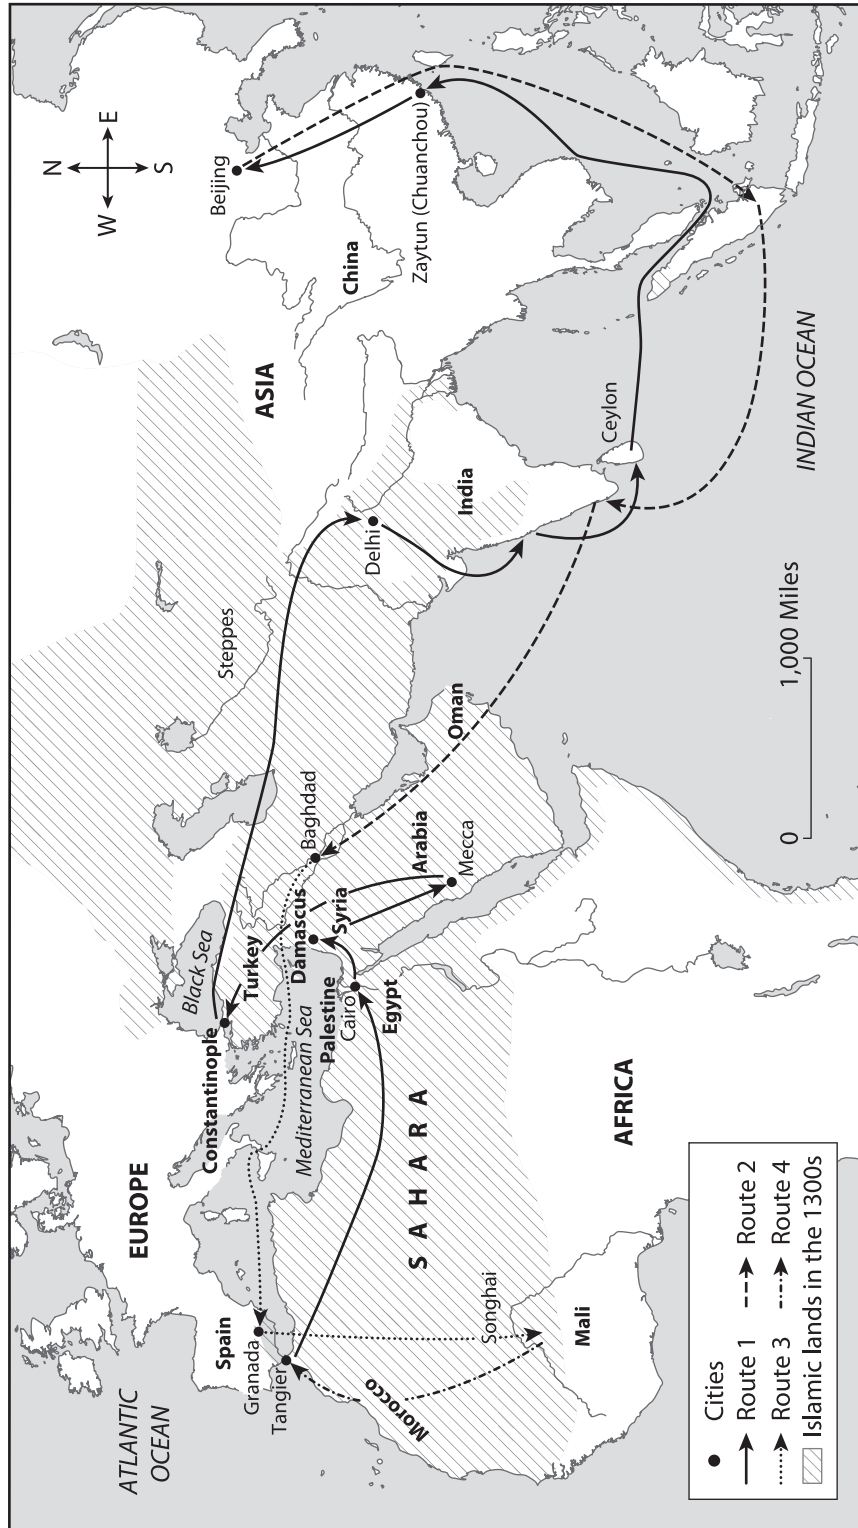 N
W
E
S
ATLANTIC
OCEAN
EUROPE
ASIA
Spain
Granada
Tangier
Morocco
Constantinople
Black Sea
Turkey
Mediterranean Sea
Damascus
Syria
Palestine
Cairo
Egypt
Baghdad
Arabia
Mecca
Oman
Steppes
Delhi
India
Ceylon
China
Beijing
Zaytun (Chuanchou)
SAHARA
Songhai
Mali
AFRICA
INDIAN OCEAN
0
1,000 Miles
Cities
Route 1
Route 2
Route 3
Route 4
Islamic lands in the 1300s